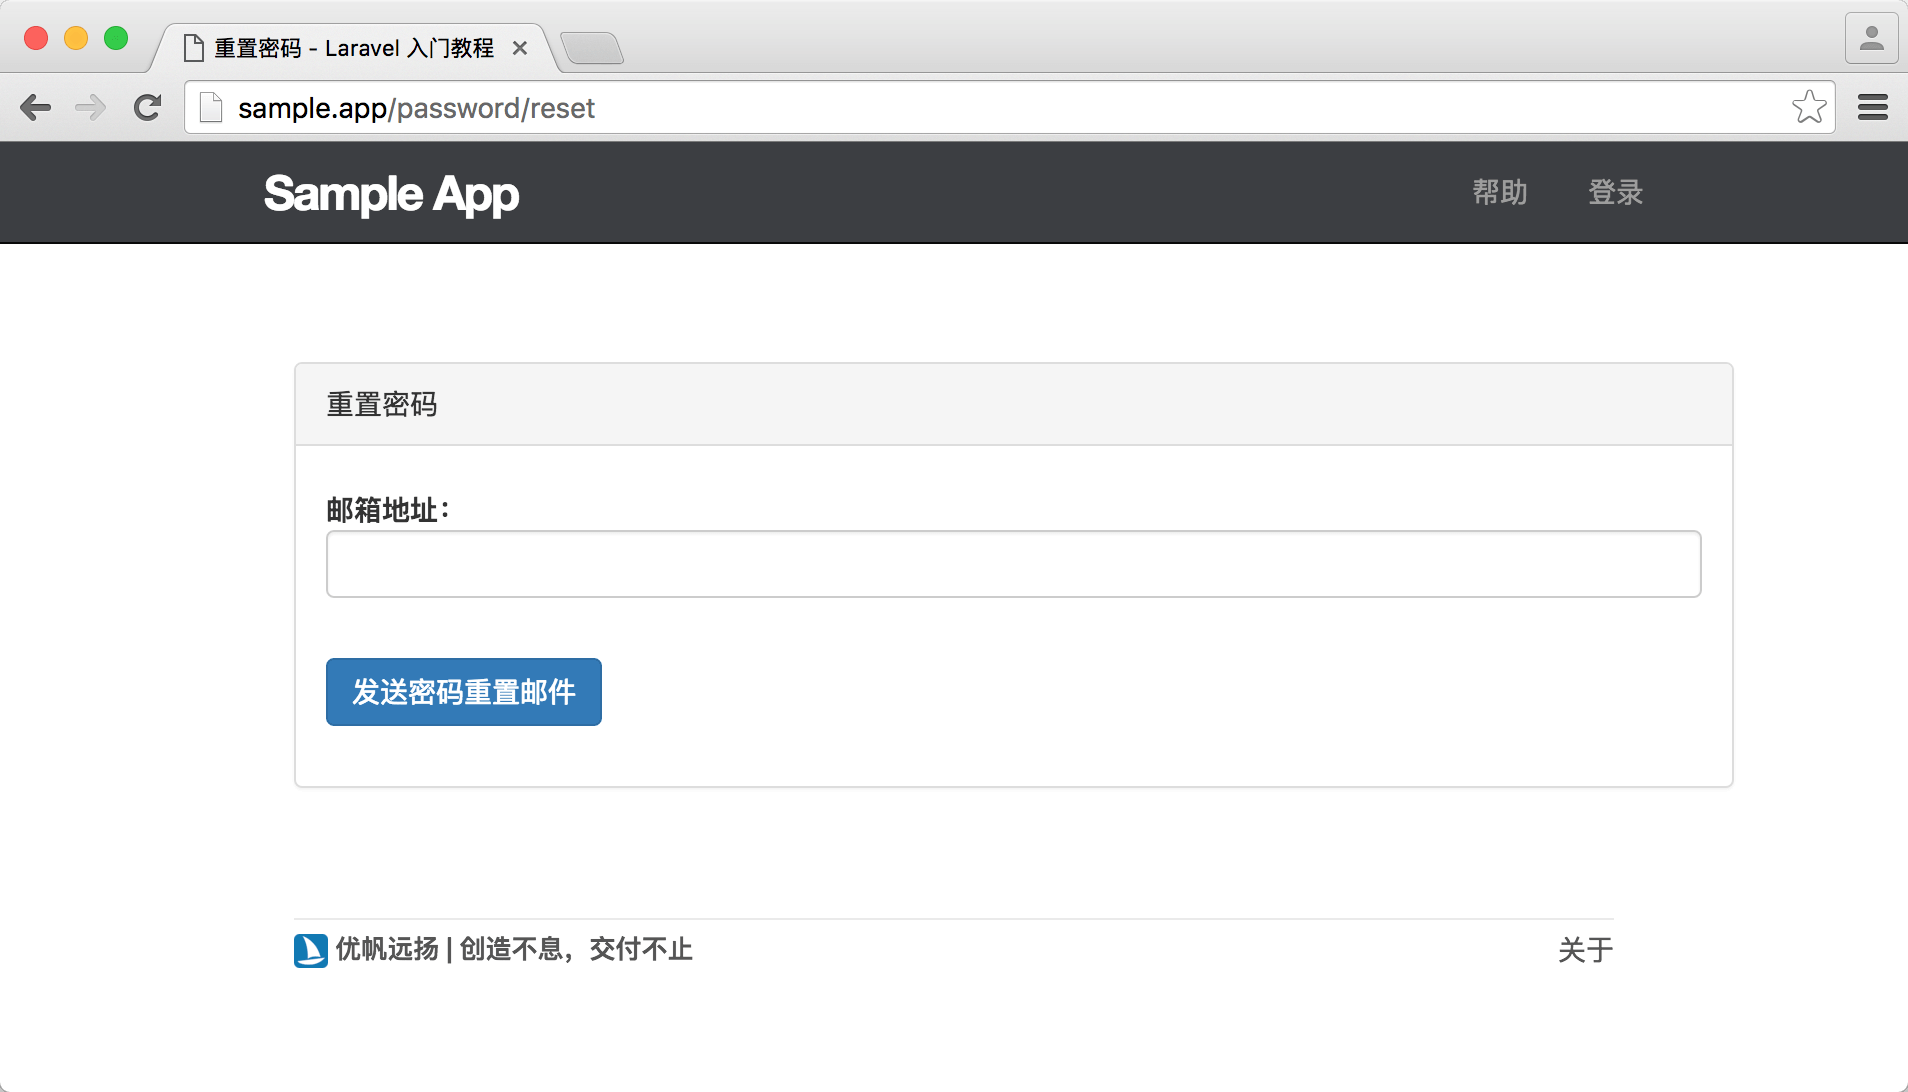 重置密码 - Laravel 入门教程
sample.app/password/reset
Sample App
帮助
登录
重置密码
邮箱地址：
发送密码重置邮件
优帆远扬 | 创造不息，交付不止
关于